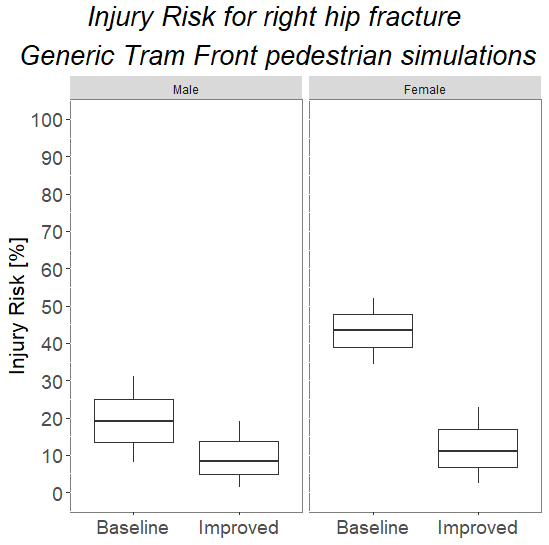 Injury Risk for right hip fracture
Generic Tram Front pedestrian simulations
Male
Female
Injury Risk [%]
100
90
80
70
60
50
40
30
20
10
0
Baseline
Improved
Baseline
Improved